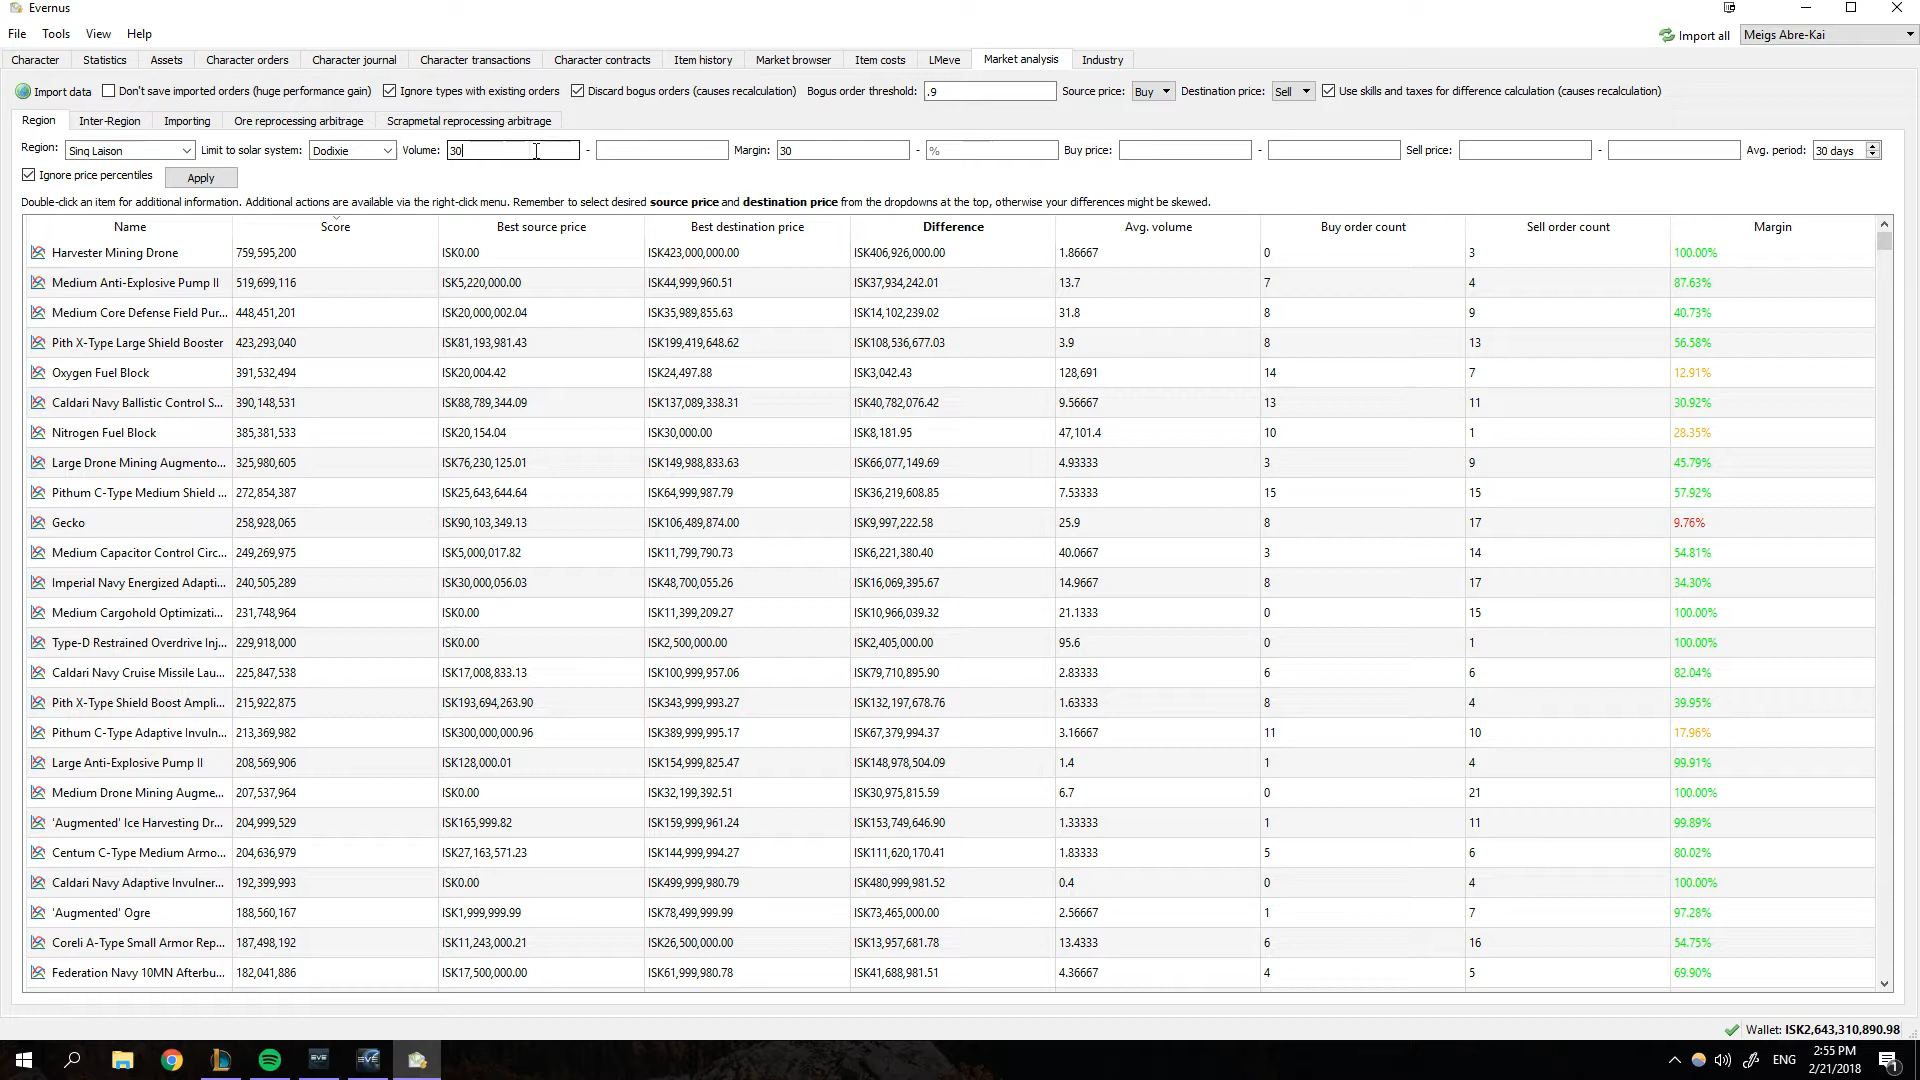 Evernus
File Tools View Help
Import all Meigs Abre-Kai
Character Statistics Assets Character orders Character journal Character transactions Character contracts Item history Market browser Item costs LMeve Market analysis Industry
Import data Don't save imported orders (huge performance gain) Ignore types with existing orders Discard bogus orders (causes recalculation) Bogus order threshold: .9 Source price: Buy Destination price: Sell Use skills and taxes for difference calculation (causes recalculation)
Region Inter-Region Importing Ore reprocessing arbitrage Scrapmetal reprocessing arbitrage
Region: Sinq Laison Limit to solar system: Dodixie Volume: 30 - Margin: 30 - % Buy price: - Sell price: - Avg. period: 30 days
Ignore price percentiles Apply
Double-click an item for additional information. Additional actions are available via the right-click menu. Remember to select desired source price and destination price from the dropdowns at the top, otherwise your differences might be skewed.
Name Score Best source price Best destination price Difference Avg. volume Buy order count Sell order count Margin
Harvester Mining Drone 759,595,200 ISK0.00 ISK423,000,000.00 ISK406,926,000.00 1.86667 0 3 100.00%
Medium Anti-Explosive Pump II 519,699,116 ISK5,220,000.00 ISK44,999,960.51 ISK37,934,242.01 13.7 7 4 87.63%
Medium Core Defense Field Pur... 448,451,201 ISK20,000,002.04 ISK35,989,855.63 ISK14,102,239.02 31.8 8 9 40.73%
Pith X-Type Large Shield Booster 423,293,040 ISK81,193,981.43 ISK199,419,648.62 ISK108,536,677.03 3.9 8 13 56.58%
Oxygen Fuel Block 391,532,494 ISK20,004.42 ISK24,497.88 ISK3,042.43 128,691 14 7 12.91%
Caldari Navy Ballistic Control S... 390,148,531 ISK88,789,344.09 ISK137,089,338.31 ISK40,782,076.42 9.56667 13 11 30.92%
Nitrogen Fuel Block 385,381,533 ISK20,154.04 ISK30,000.00 ISK8,181.95 47,101.4 10 1 28.35%
Large Drone Mining Augmento... 325,980,605 ISK76,230,125.01 ISK149,988,833.63 ISK66,077,149.69 4.93333 3 9 45.79%
Pithum C-Type Medium Shield ... 272,854,387 ISK25,643,644.64 ISK64,999,987.79 ISK36,219,608.85 7.53333 15 15 57.92%
Gecko 258,928,065 ISK90,103,349.13 ISK106,489,874.00 ISK9,997,222.58 25.9 8 17 9.76%
Medium Capacitor Control Circ... 249,269,975 ISK5,000,017.82 ISK11,799,790.73 ISK6,221,380.40 40.0667 3 14 54.81%
Imperial Navy Energized Adapti... 240,505,289 ISK30,000,056.03 ISK48,700,055.26 ISK16,069,395.67 14.9667 8 17 34.30%
Medium Cargohold Optimizati... 231,748,964 ISK0.00 ISK11,399,209.27 ISK10,966,039.32 21.1333 0 15 100.00%
Type-D Restrained Overdrive Inj... 229,918,000 ISK0.00 ISK2,500,000.00 ISK2,405,000.00 95.6 0 1 100.00%
Caldari Navy Cruise Missile Lau... 225,847,538 ISK17,008,833.13 ISK100,999,957.06 ISK79,710,895.90 2.83333 6 6 82.04%
Pith X-Type Shield Boost Ampli... 215,922,875 ISK193,694,263.90 ISK343,999,993.27 ISK132,197,678.76 1.63333 8 4 39.95%
Pithum C-Type Adaptive Invuln... 213,369,982 ISK300,000,000.96 ISK389,999,995.17 ISK67,379,994.37 3.16667 11 10 17.96%
Large Anti-Explosive Pump II 208,569,906 ISK128,000.01 ISK154,999,825.47 ISK148,978,504.09 1.4 1 4 99.91%
Medium Drone Mining Augme... 207,537,964 ISK0.00 ISK32,199,392.51 ISK30,975,815.59 6.7 0 21 100.00%
'Augmented' Ice Harvesting Dr... 204,999,529 ISK165,999.82 ISK159,999,961.24 ISK153,749,646.90 1.33333 1 11 99.89%
Centum C-Type Medium Armo... 204,636,979 ISK27,163,571.23 ISK144,999,994.27 ISK111,620,170.41 1.83333 5 6 80.02%
Caldari Navy Adaptive Invulner... 192,399,993 ISK0.00 ISK499,999,980.79 ISK480,999,981.52 0.4 0 4 100.00%
'Augmented' Ogre 188,560,167 ISK1,999,999.99 ISK78,499,999.99 ISK73,465,000.00 2.56667 1 7 97.28%
Coreli A-Type Small Armor Rep... 187,498,192 ISK11,243,000.21 ISK26,500,000.00 ISK13,957,681.78 13.4333 6 16 54.75%
Federation Navy 10MN Afterbu... 182,041,886 ISK17,500,000.00 ISK61,999,980.78 ISK41,688,981.51 4.36667 4 5 69.90%
Wallet: ISK2,643,310,890.98
EVE EVE ENG 2:55 PM
2/21/2018 1